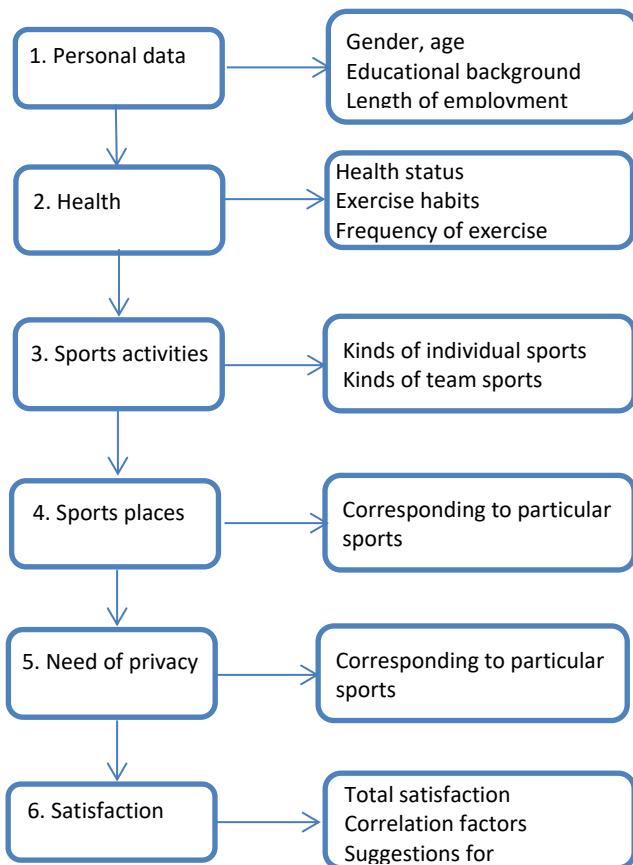 1. Personal data
Gender, age
Educational background
Length of employment
2. Health
Health status
Exercise habits
Frequency of exercise
3. Sports activities
Kinds of individual sports
Kinds of team sports
4. Sports places
Corresponding to particular
sports
5. Need of privacy
Corresponding to particular
sports
6. Satisfaction
Total satisfaction
Correlation factors
Suggestions for